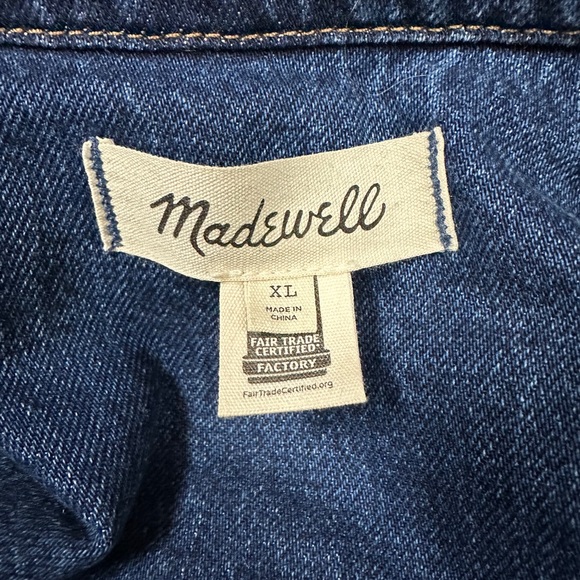 Madewell
XL
MADE IN
CHINA
FAIR TRADE
CERTIFIED
FACTORY
FairTradeCertified.org